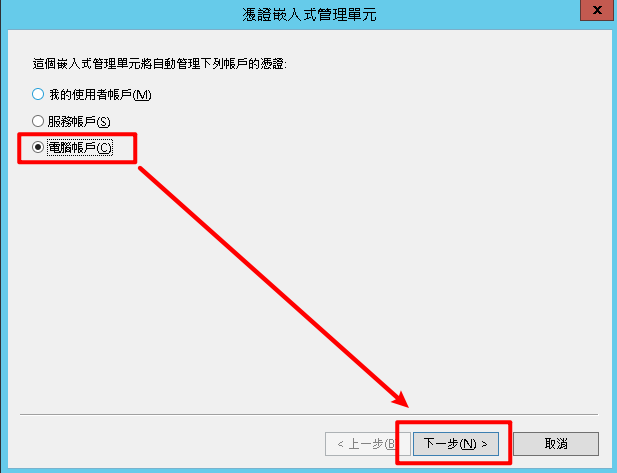 憑證嵌入式管理單元
x
這個嵌入式管理單元將自動管理下列帳戶的憑證:
我的使用者帳戶(M)
服務帳戶(S)
電腦帳戶(C)
< 上一步(B
下一步(N) >
取消